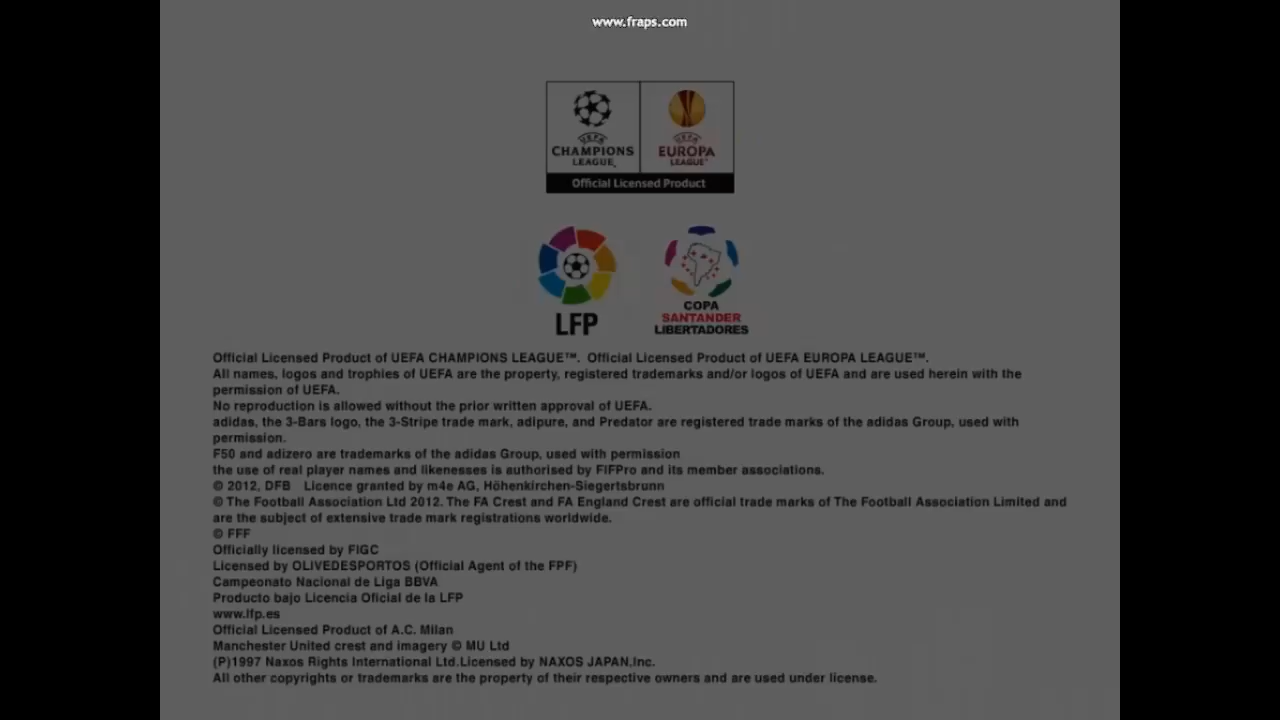 www.fraps.com
UEFA
CHAMPIONS
LEAGUE
UEFA
EUROPA
LEAGUE
Official Licensed Product
LFP
COPA
SANTANDER
LIBERTADORES
Official Licensed Product of UEFA CHAMPIONS LEAGUE™. Official Licensed Product of UEFA EUROPA LEAGUE™.
All names, logos and trophies of UEFA are the property, registered trademarks and/or logos of UEFA and are used herein with the
permission of UEFA.
No reproduction is allowed without the prior written approval of UEFA.
adidas, the 3-Bars logo, the 3-Stripe trade mark, adipure, and Predator are registered trade marks of the adidas Group, used with
permission.
F50 and adizero are trademarks of the adidas Group, used with permission
the use of real player names and likenesses is authorised by FIFPro and its member associations.
© 2012, DFB Licence granted by m4e AG, Höhenkirchen-Siegertsbrunn
© The Football Association Ltd 2012. The FA Crest and FA England Crest are official trade marks of The Football Association Limited and
are the subject of extensive trade mark registrations worldwide.
© FFF
Officially licensed by FIGC
Licensed by OLIVEDESPORTOS (Official Agent of the FPF)
Campeonato Nacional de Liga BBVA
Producto bajo Licencia Oficial de la LFP
www.lfp.es
Official Licensed Product of A.C. Milan
Manchester United crest and imagery © MU Ltd
(P)1997 Naxos Rights International Ltd.Licensed by NAXOS JAPAN,Inc.
All other copyrights or trademarks are the property of their respective owners and are used under license.